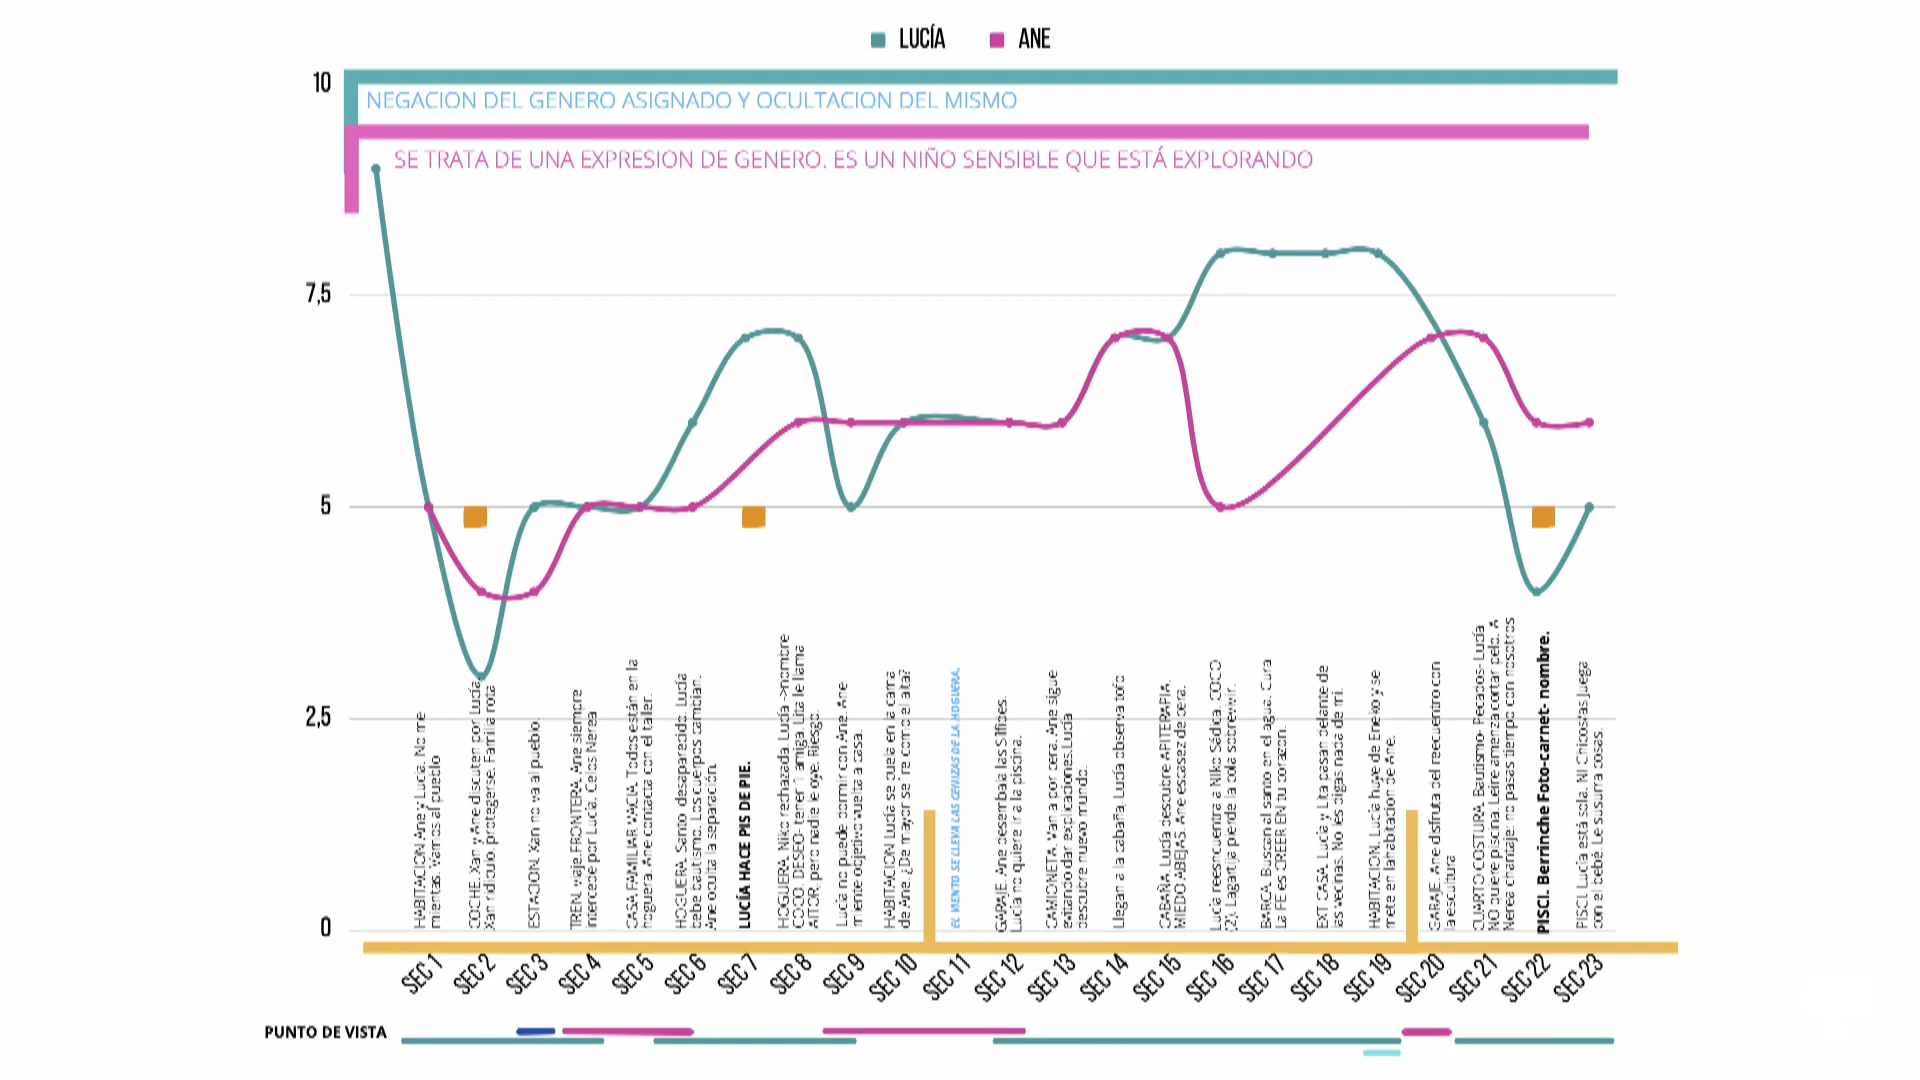 LUCÍA
ANE
10
NEGACION DEL GENERO ASIGNADO Y OCULTACION DEL MISMO
SE TRATA DE UNA EXPRESION DE GENERO. ES UN NIÑO SENSIBLE QUE ESTÁ EXPLORANDO
7,5
5
2,5
0
HABITACION Ane y Lucia. No me
mientas. Vamos al pueblo
COCHE. Xan y Ane discuten por Lucía.
Xan ridículo, protegerse. Familia rota
ESTACION. Xan no va al pueblo
TREN, viaje.FRONTERA. Ane siempre
intercede por Lucía. Celos Nerea
CASA FAMILIAR VACIA. Todos están en la
hoguera. Ane contacta con el taller.
HOGUERA. Santo desaparecido. Lucía
bebe bautismo. Los cuerpos cambian.
Ane oculta la separación.
LUCÍA HACE PIS DE PIE.
HOGUERA. Niko rechazada. Lucía ->nombre
COCO. DESEO- tener 1 amiga. Lita le llama
AITOR, pero nadie le oye. Riesgo.
Lucía no puede dormir con Ane. Ane
miente objetivo vuelta a casa.
HABITACION Lucía se cuela en la cama
de Ane. ¿De mayor seré como el aita?
EL VIENTO SE LLEVA LAS CENIZAS DE LA HOGUERA.
GARAJE. Ane desembala las Sílfides.
Lucía no quiere ir a la piscina.
CAMIONETA. Van a por cera. Ane sigue
evitando dar explicaciones.Lucía
descubre nuevo mundo.
Llegan a la cabaña, Lucía observa todo
CABAÑA. Lucía descubre APITERAPIA.
MIEDO ABEJAS. Ane escasez de cera.
Lucía reencuentra a Niko Sádica. COCO
(2). Lagartija pierde la cola sobrevivir.
BARCA. Buscan al santo en el agua. Cura
La FE es CREER EN tu corazon.
EXT CASA. Lucía y Lita pasan delante de
las vecinas. No les digas nada de mi.
HABITACION. Lucía huye de Eneko y se
mete en la habitacion de Ane.
GARAJE. Ane disfruta del reecuentro con
la escultura
CUARTO COSTURA. Bautismo- Pecados- Lucía
NO quiere piscina. Leire amenza cortar pelo. A
Nerea chantaje: no pasas tiempo con nosotros
PISCI. Berrinche Foto-carnet- nombre.
PISCI. Lucía está sola. NI Chicos/as Juega
con el bebé. Le susurra cosas.
SEC 1
SEC 2
SEC 3
SEC 4
SEC 5
SEC 6
SEC 7
SEC 8
SEC 9
SEC 10
SEC 11
SEC 12
SEC 13
SEC 14
SEC 15
SEC 16
SEC 17
SEC 18
SEC 19
SEC 20
SEC 21
SEC 22
SEC 23
PUNTO DE VISTA